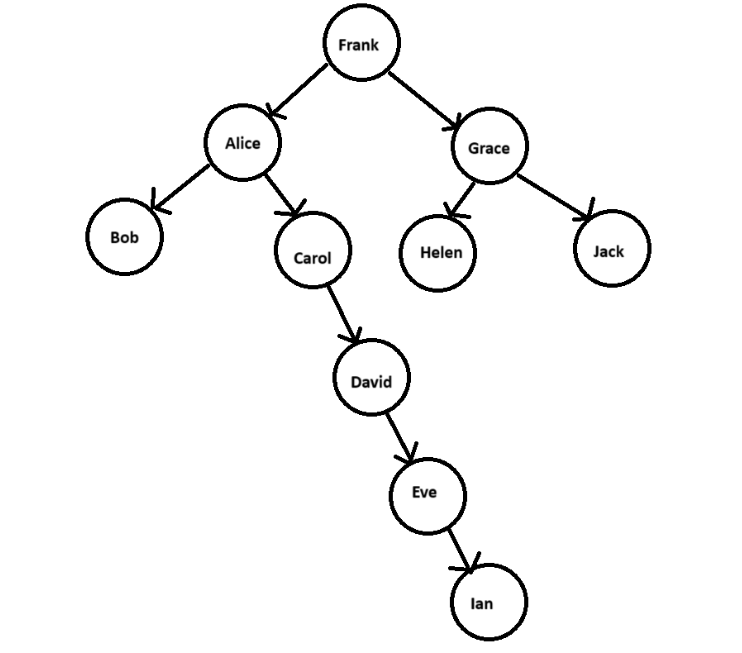 Frank
Alice
Grace
Bob
Carol
Helen
Jack
David
Eve
Ian